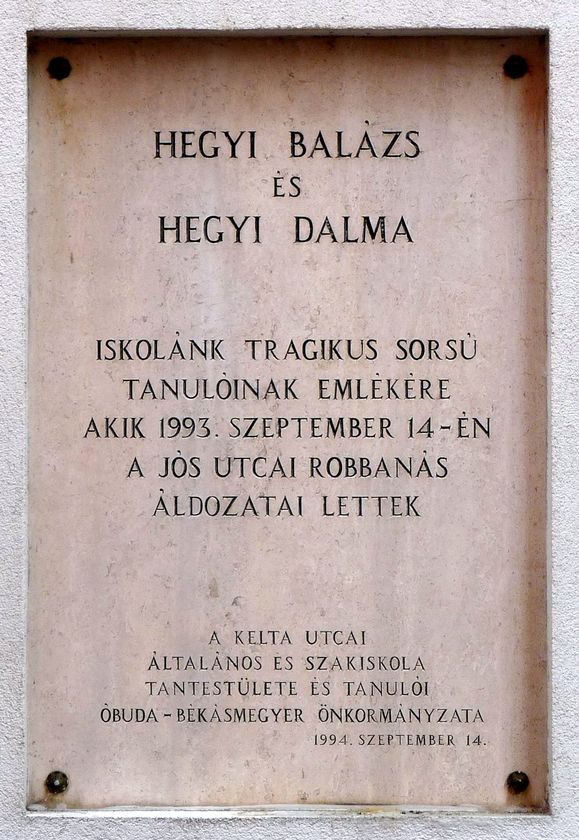 HEGYI BALÁZS
ÉS
HEGYI DALMA
ISKOLÁNK TRAGIKUS SORSÚ
TANULÓINAK EMLÉKÉRE
AKIK 1993. SZEPTEMBER 14-ÉN
A JÓS UTCAI ROBBANÁS
ÁLDOZATAI LETTEK
A KELTA UTCAI
ÁLTALÁNOS ÉS SZAKISKOLA
TANTESTÜLETE ÉS TANULÓI
ÓBUDA-BÉKÁSMEGYER ÖNKORMÁNYZATA
1994. SZEPTEMBER 14.